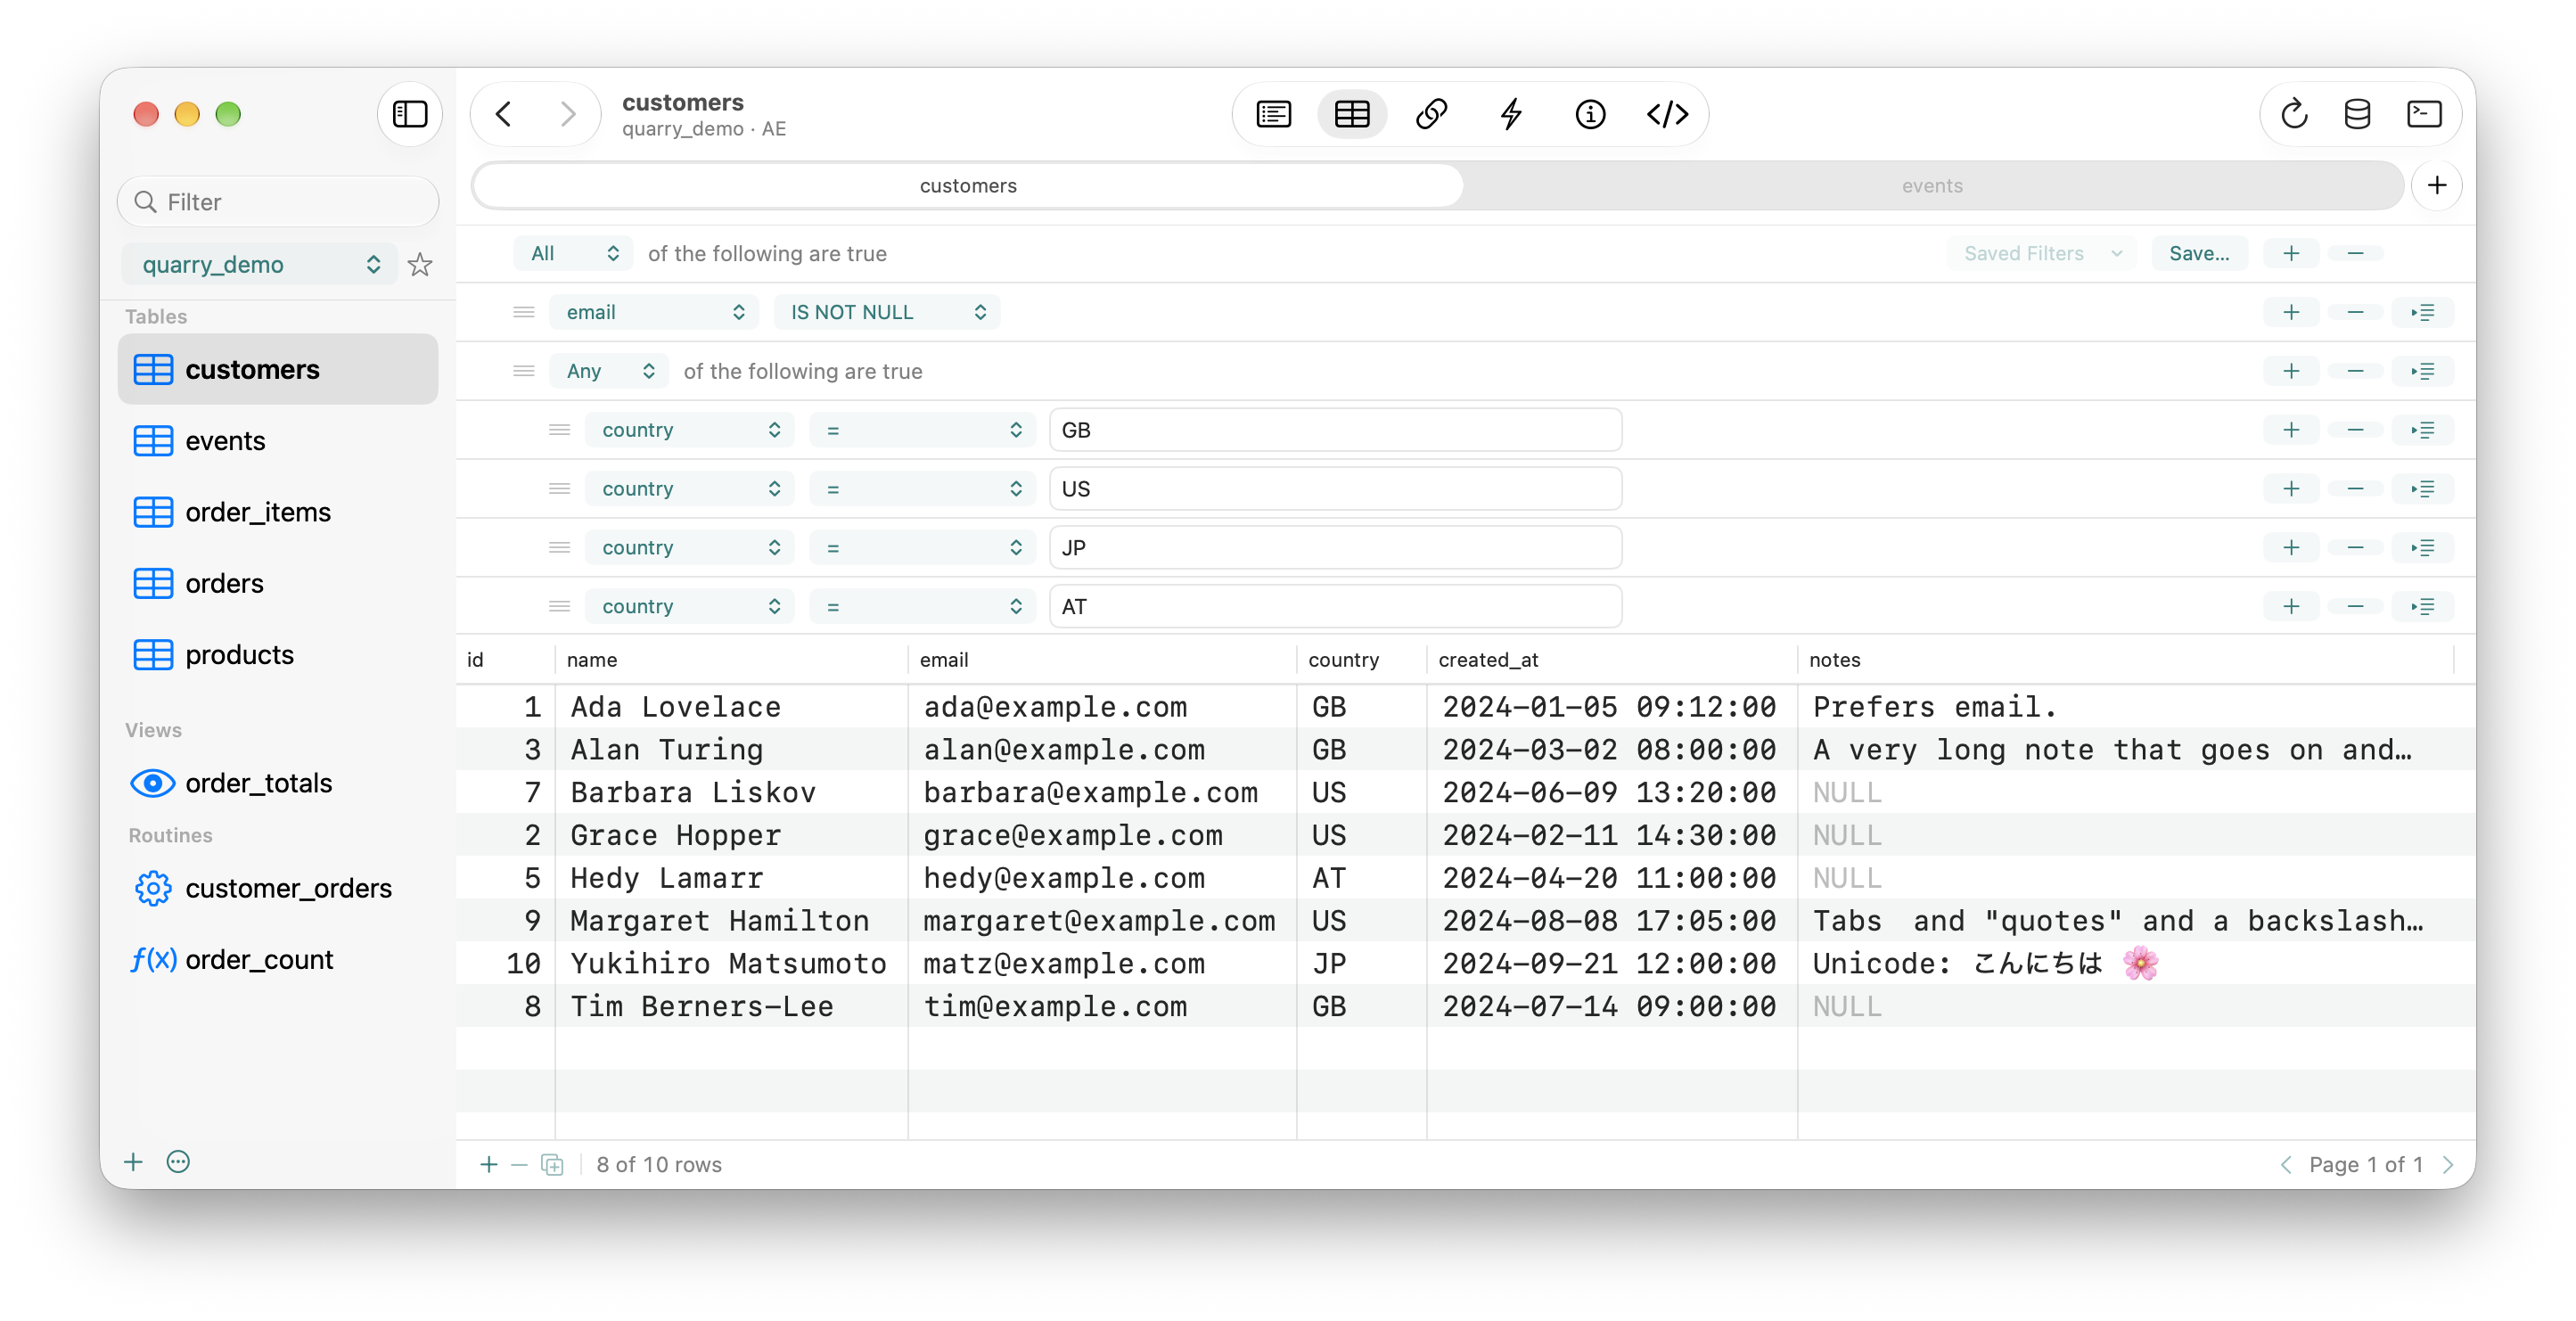 customers
quarry_demo · AE
Filter
quarry_demo
Tables
customers
events
order_items
orders
products
Views
order_totals
Routines
customer_orders
f(x) order_count
customers
events
All of the following are true
Saved Filters
Save...
email IS NOT NULL
Any of the following are true
country = GB
country = US
country = JP
country = AT
id name email country created_at notes
1 Ada Lovelace ada@example.com GB 2024-01-05 09:12:00 Prefers email.
3 Alan Turing alan@example.com GB 2024-03-02 08:00:00 A very long note that goes on and…
7 Barbara Liskov barbara@example.com US 2024-06-09 13:20:00 NULL
2 Grace Hopper grace@example.com US 2024-02-11 14:30:00 NULL
5 Hedy Lamarr hedy@example.com AT 2024-04-20 11:00:00 NULL
9 Margaret Hamilton margaret@example.com US 2024-08-08 17:05:00 Tabs and "quotes" and a backslash…
10 Yukihiro Matsumoto matz@example.com JP 2024-09-21 12:00:00 Unicode: こんにちは 🌸
8 Tim Berners-Lee tim@example.com GB 2024-07-14 09:00:00 NULL
8 of 10 rows
Page 1 of 1